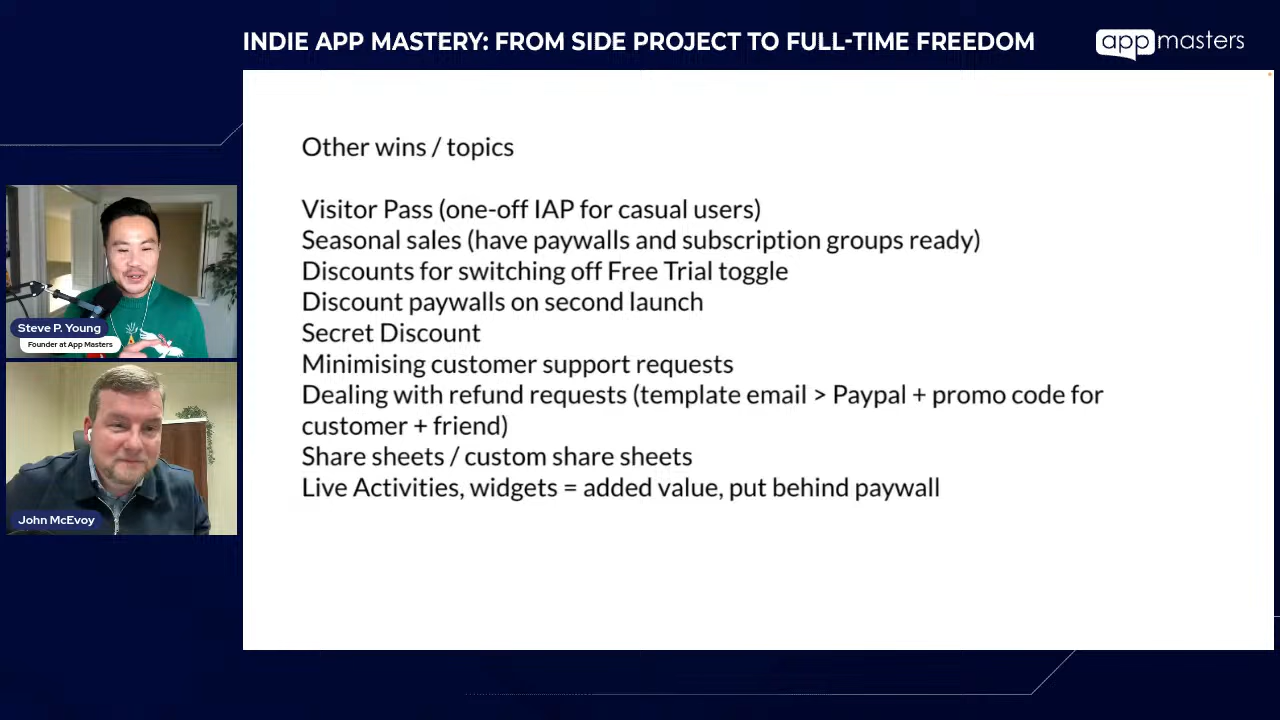 INDIE APP MASTERY: FROM SIDE PROJECT TO FULL-TIME FREEDOM
app masters
Other wins / topics
Visitor Pass (one-off IAP for casual users)
Seasonal sales (have paywalls and subscription groups ready)
Discounts for switching off Free Trial toggle
Discount paywalls on second launch
Secret Discount
Minimising customer support requests
Dealing with refund requests (template email > Paypal + promo code for
customer + friend)
Share sheets / custom share sheets
Live Activities, widgets = added value, put behind paywall
Steve P. Young
Founder at App Masters
John McEvoy